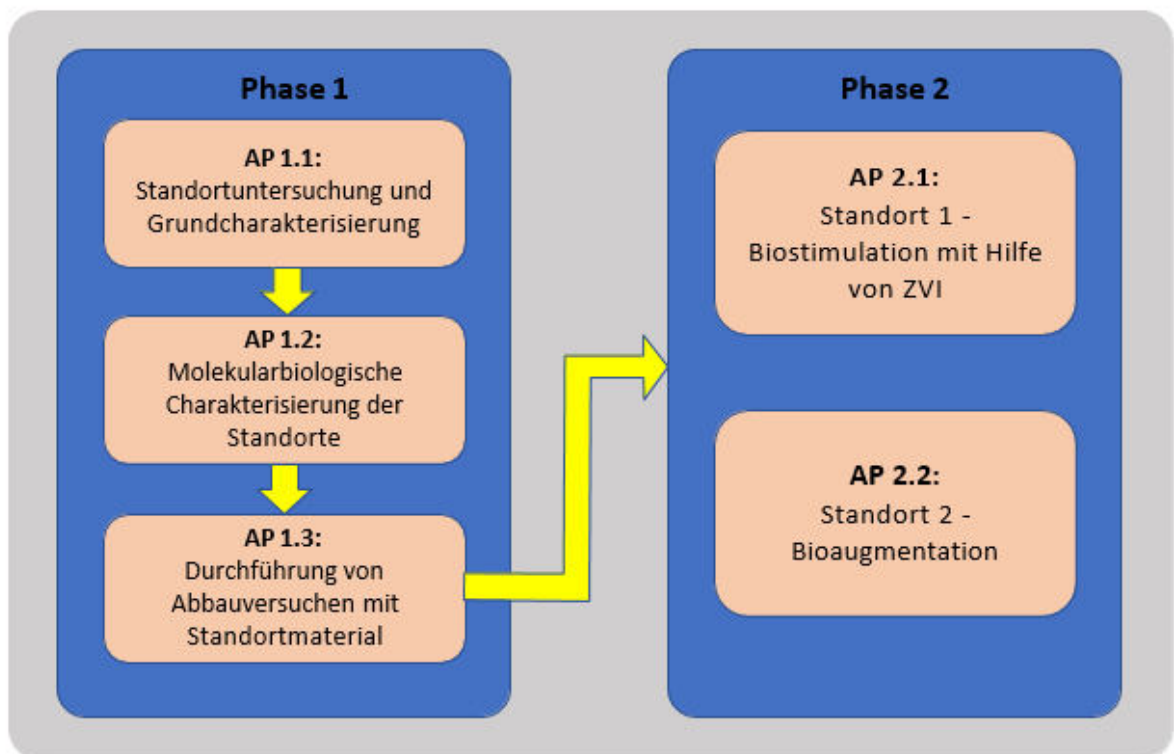 Phase 1
AP 1.1:
Standortuntersuchung und
Grundcharakterisierung
AP 1.2:
Molekularbiologische
Charakterisierung der
Standorte
AP 1.3:
Durchführung von
Abbauversuchen mit
Standortmaterial
Phase 2
AP 2.1:
Standort 1 -
Biostimulation mit Hilfe
von ZVI
AP 2.2:
Standort 2 -
Bioaugmentation